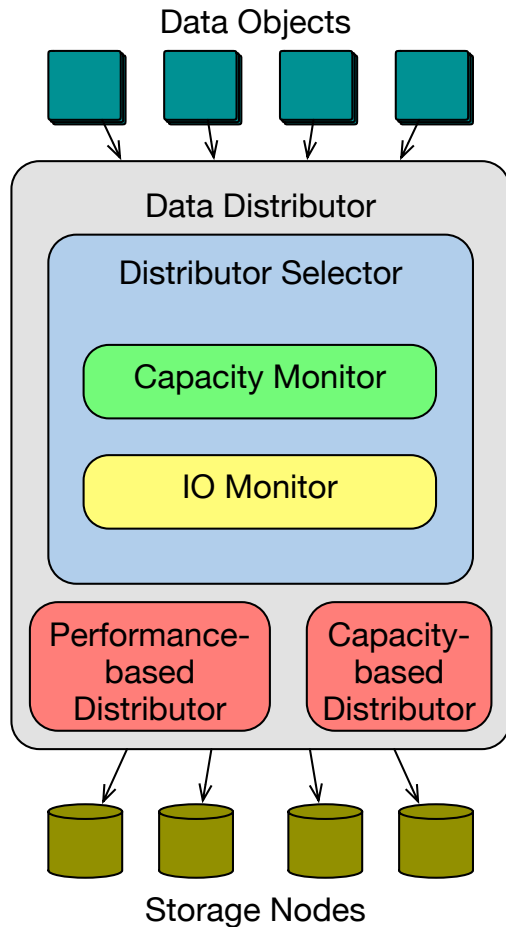 Data Objects
Data Distributor
Distributor Selector
Capacity Monitor
IO Monitor
Performance-
based
Distributor
Capacity-
based
Distributor
Storage Nodes